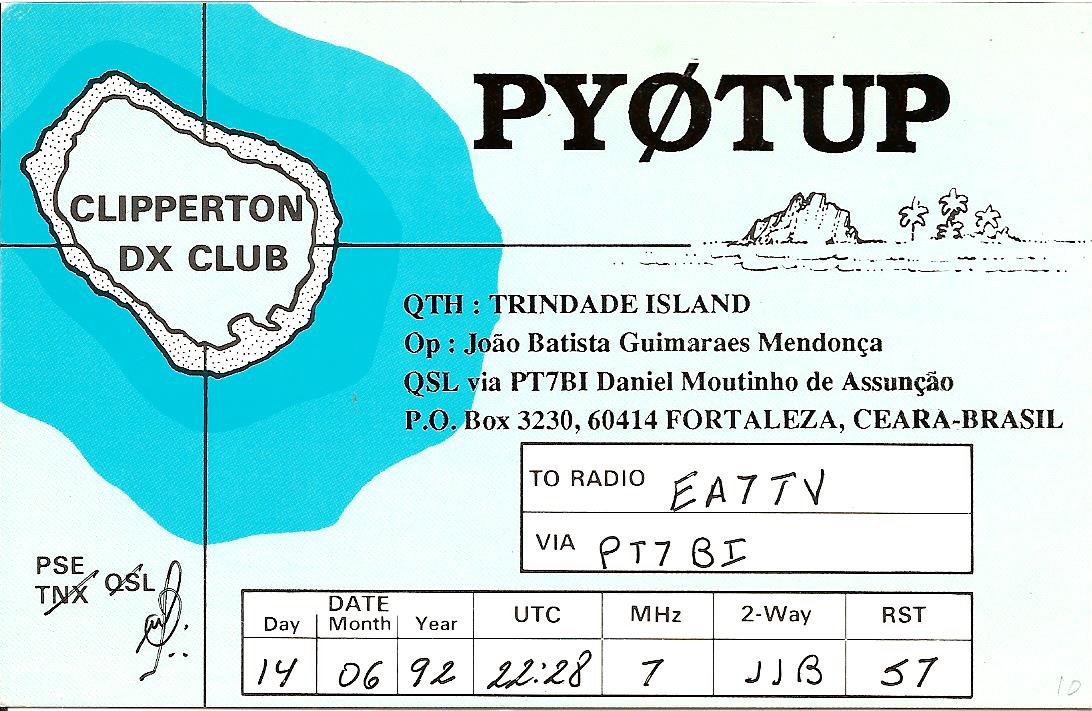 PYØTUP
CLIPPERTON
DX CLUB
QTH : TRINDADE ISLAND
Op : João Batista Guimaraes Mendonça
QSL via PT7BI Daniel Moutinho de Assunção
P.O. Box 3230, 60414 FORTALEZA, CEARA-BRASIL
TO RADIO EA7TV
VIA PT7BI
PSE
TNX QSL
DATE
Day Month Year UTC MHz 2-Way RST
14 06 92 22:28 7 JJB 57
10